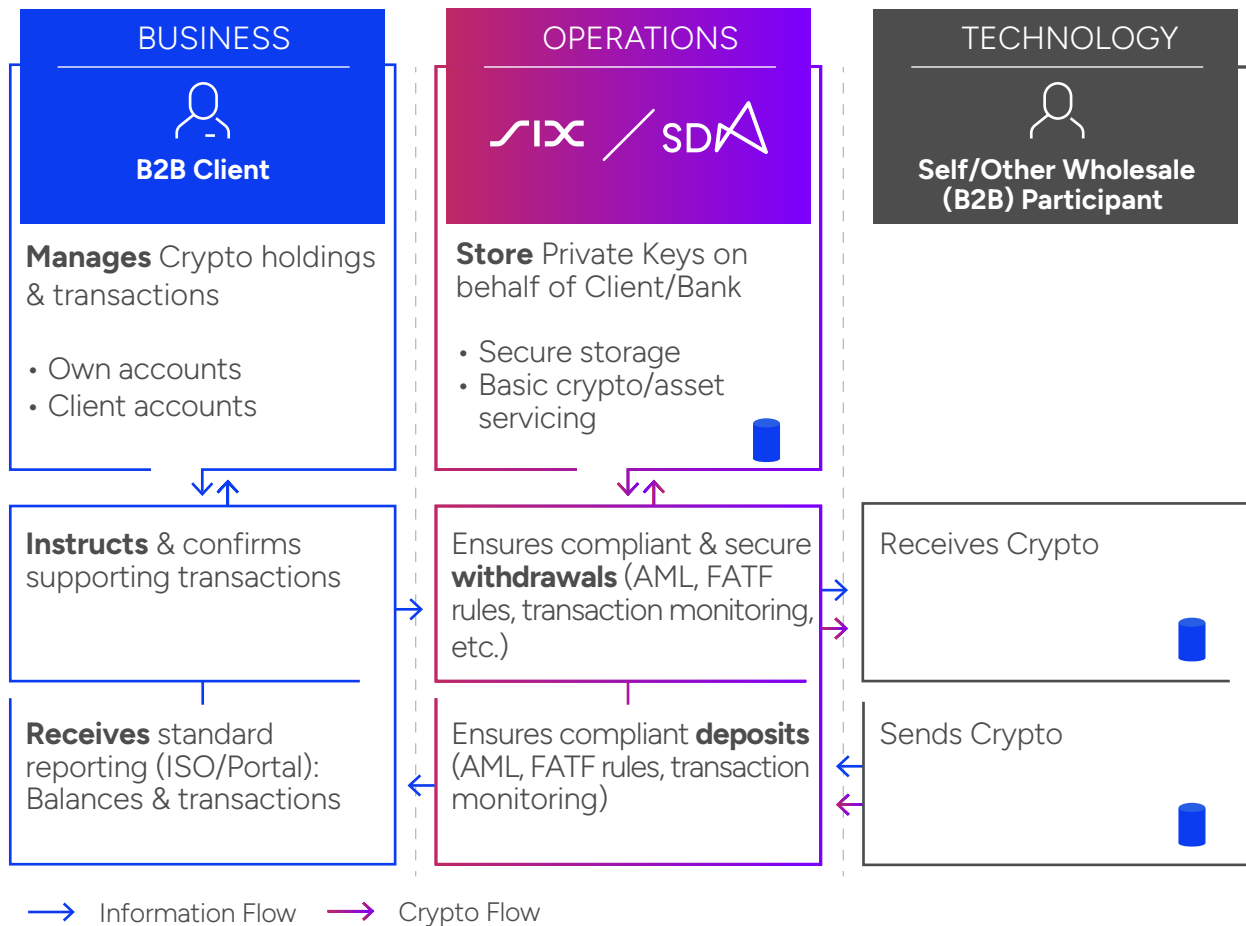 BUSINESS
B2B Client
Manages Crypto holdings
& transactions
• Own accounts
• Client accounts
Instructs & confirms
supporting transactions
Receives standard
reporting (ISO/Portal):
Balances & transactions
OPERATIONS
SIX / SDA
Store Private Keys on
behalf of Client/Bank
• Secure storage
• Basic crypto/asset
servicing
Ensures compliant & secure
withdrawals (AML, FATF
rules, transaction monitoring,
etc.)
Ensures compliant deposits
(AML, FATF rules, transaction
monitoring)
TECHNOLOGY
Self/Other Wholesale
(B2B) Participant
Receives Crypto
Sends Crypto
Information Flow
Crypto Flow